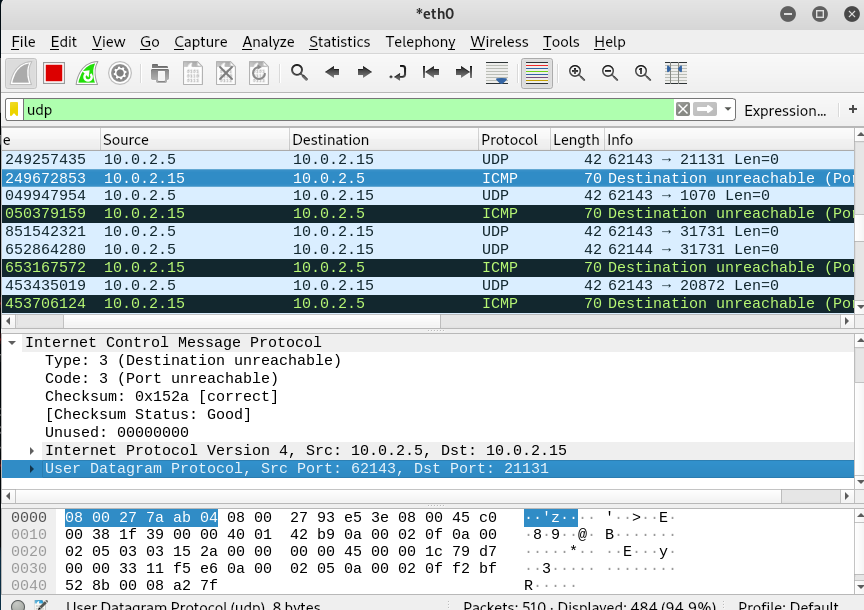 *eth0
File Edit View Go Capture Analyze Statistics Telephony Wireless Tools Help
udp Expression... +
e Source Destination Protocol Length Info
249257435 10.0.2.5 10.0.2.15 UDP 42 62143 → 21131 Len=0
249672853 10.0.2.15 10.0.2.5 ICMP 70 Destination unreachable (Por
049947954 10.0.2.5 10.0.2.15 UDP 42 62143 → 1070 Len=0
050379159 10.0.2.15 10.0.2.5 ICMP 70 Destination unreachable (Por
851542321 10.0.2.5 10.0.2.15 UDP 42 62143 → 31731 Len=0
652864280 10.0.2.5 10.0.2.15 UDP 42 62144 → 31731 Len=0
653167572 10.0.2.15 10.0.2.5 ICMP 70 Destination unreachable (Por
453435019 10.0.2.5 10.0.2.15 UDP 42 62143 → 20872 Len=0
453706124 10.0.2.15 10.0.2.5 ICMP 70 Destination unreachable (Por
Internet Control Message Protocol
Type: 3 (Destination unreachable)
Code: 3 (Port unreachable)
Checksum: 0x152a [correct]
[Checksum Status: Good]
Unused: 00000000
Internet Protocol Version 4, Src: 10.0.2.5, Dst: 10.0.2.15
User Datagram Protocol, Src Port: 62143, Dst Port: 21131
0000 08 00 27 7a ab 04 08 00 27 93 e5 3e 08 00 45 c0 ··'z···· '··>··E·
0010 00 38 1f 39 00 00 40 01 42 b9 0a 00 02 0f 0a 00 ·8·9··@· B·······
0020 02 05 03 03 15 2a 00 00 00 00 45 00 00 1c 79 d7 ·····*·· ··E···y·
0030 00 00 33 11 f5 e6 0a 00 02 05 0a 00 02 0f f2 bf ··3····· ········
0040 52 8b 00 08 a2 7f R·····
User Datagram Protocol (udp), 8 bytes Packets: 510 · Displayed: 484 (94.9%) Profile: Default